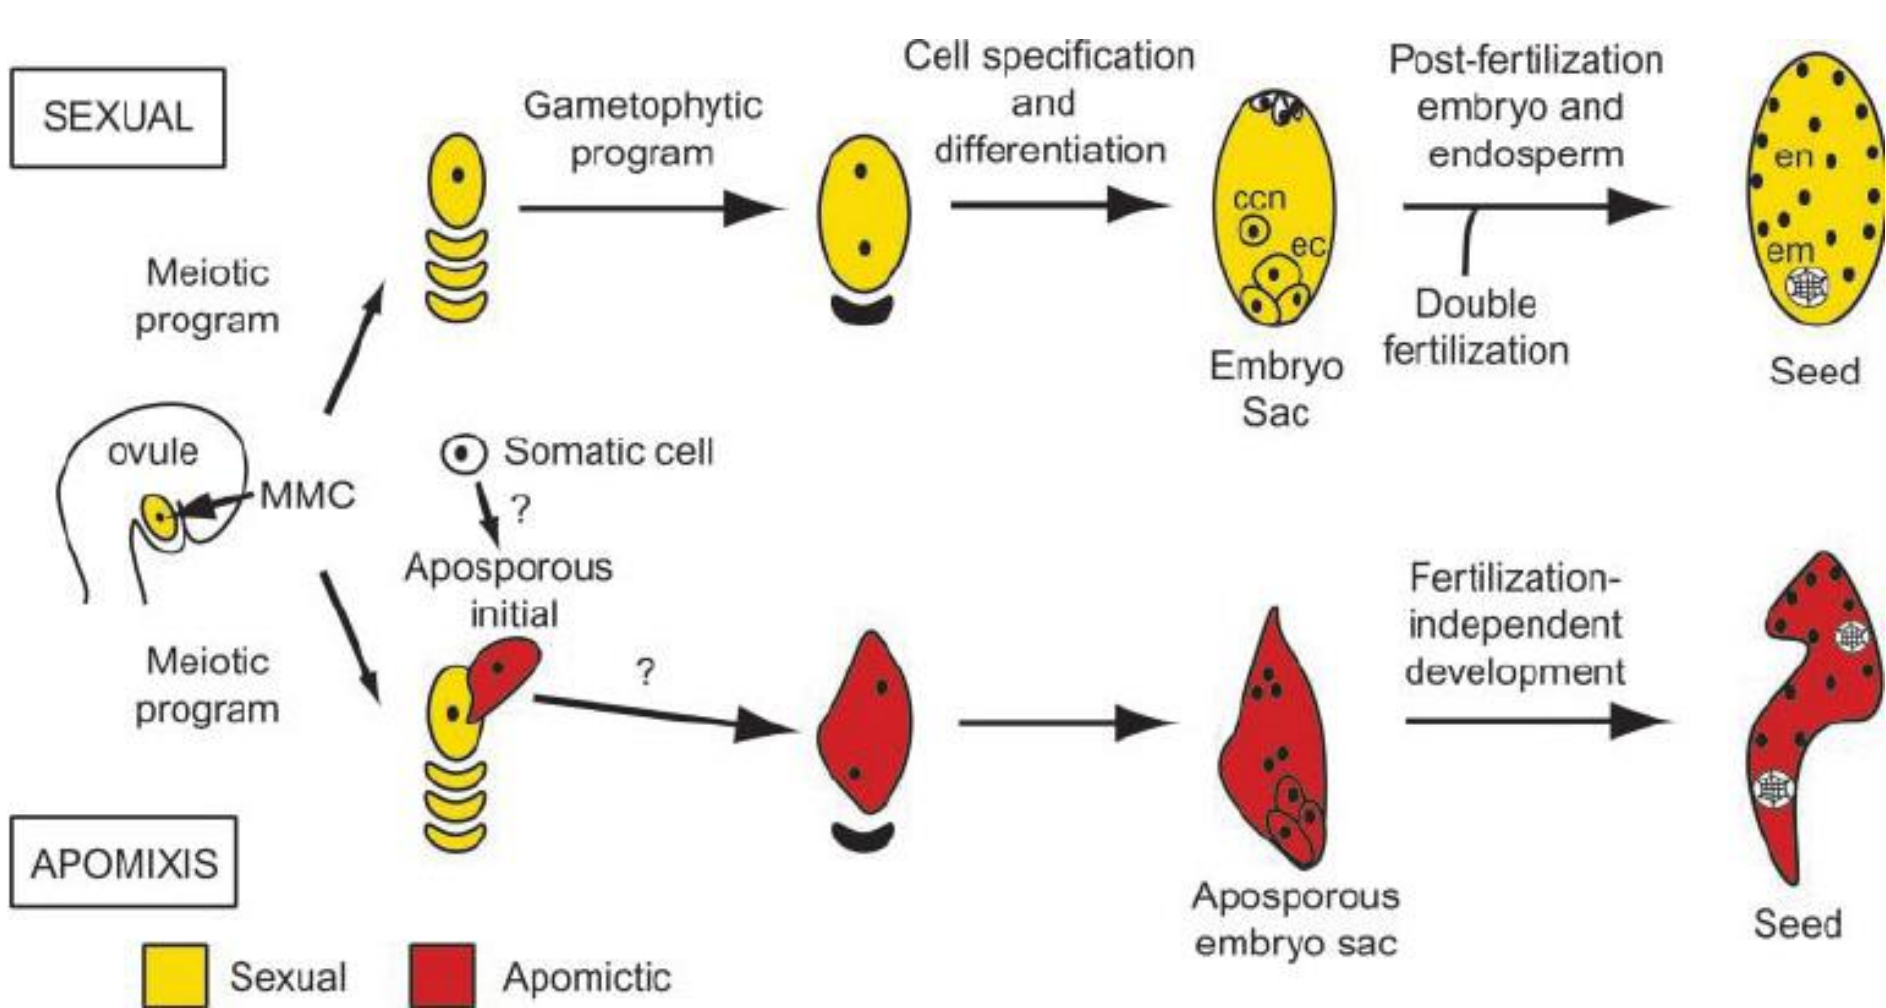 SEXUAL
Gametophytic
program
Cell specification
and
differentiation
Post-fertilization
embryo and
endosperm
ccn
ec
en
em
Meiotic
program
Double
fertilization
Embryo
Sac
Seed
ovule
MMC
Somatic cell
?
Aposporous
initial
?
Meiotic
program
Fertilization-
independent
development
APOMIXIS
Aposporous
embryo sac
Seed
Sexual
Apomictic